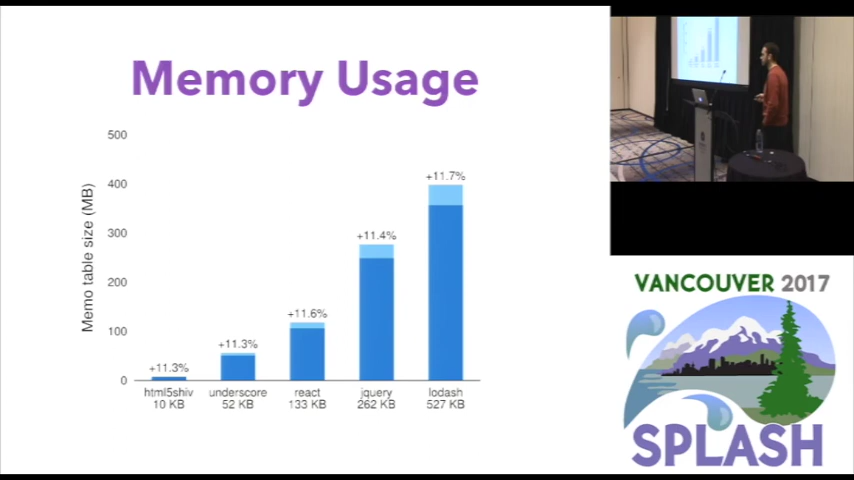 Memory Usage
Memo table size (MB)
500
400
300
200
100
0
+11.3%
+11.3%
+11.6%
+11.4%
+11.7%
html5shiv underscore react jquery lodash
10 KB 52 KB 133 KB 262 KB 527 KB
VANCOUVER 2017
SPLASH